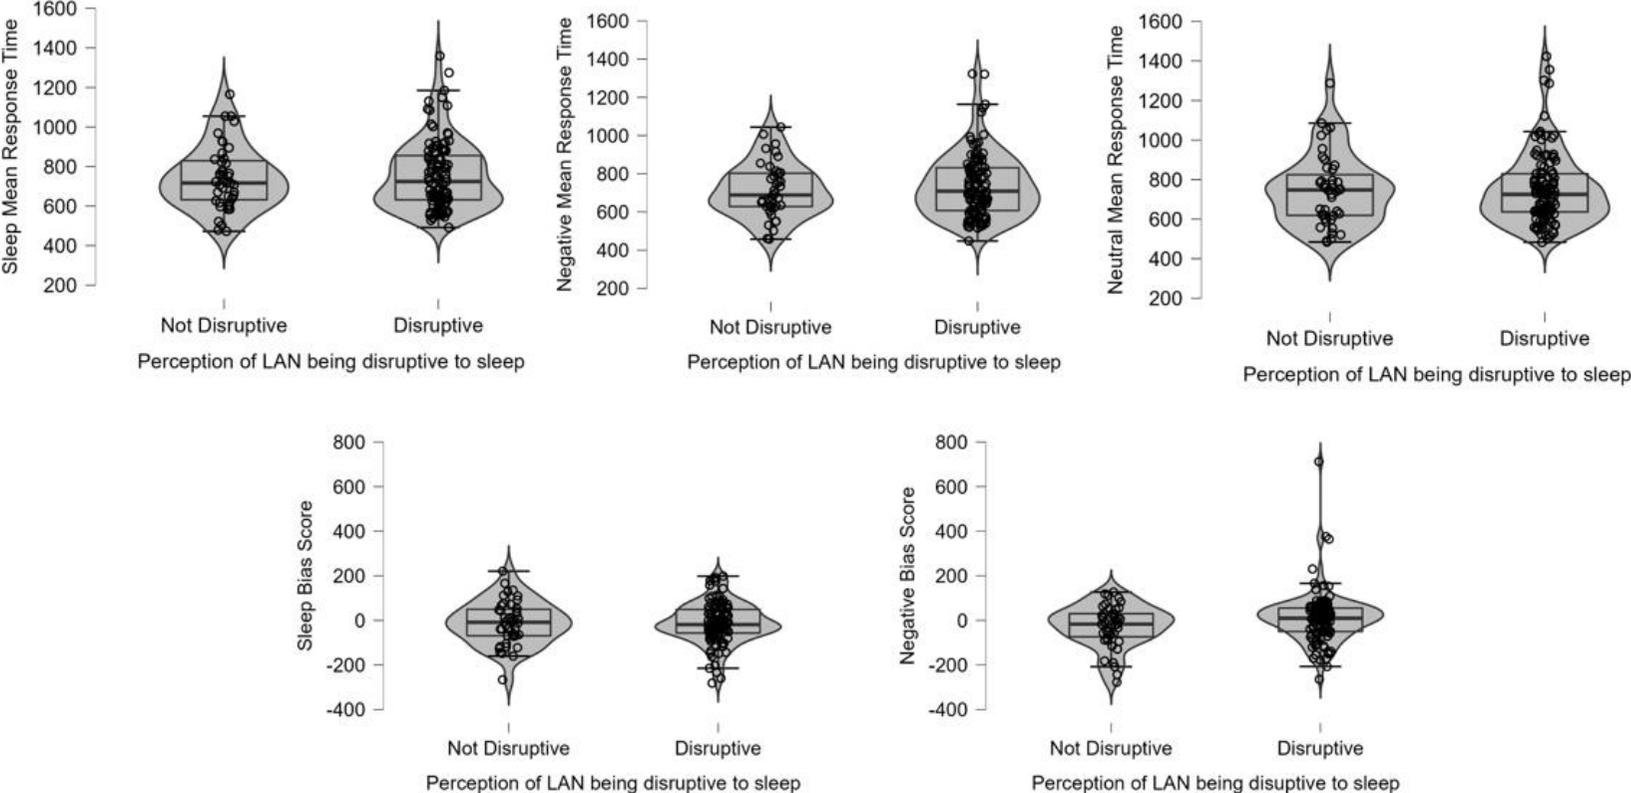 Sleep Mean Response Time
1600
1400
1200
1000
800
600
400
200
Not Disruptive
Disruptive
Perception of LAN being disruptive to sleep
Negative Mean Response Time
1600
1400
1200
1000
800
600
400
200
Not Disruptive
Disruptive
Perception of LAN being disruptive to sleep
Neutral Mean Response Time
1600
1400
1200
1000
800
600
400
200
Not Disruptive
Disruptive
Perception of LAN being disruptive to sleep
Sleep Bias Score
800
600
400
200
0
-200
-400
Not Disruptive
Disruptive
Perception of LAN being disruptive to sleep
Negative Bias Score
800
600
400
200
0
-200
-400
Not Disruptive
Disruptive
Perception of LAN being disuptive to sleep